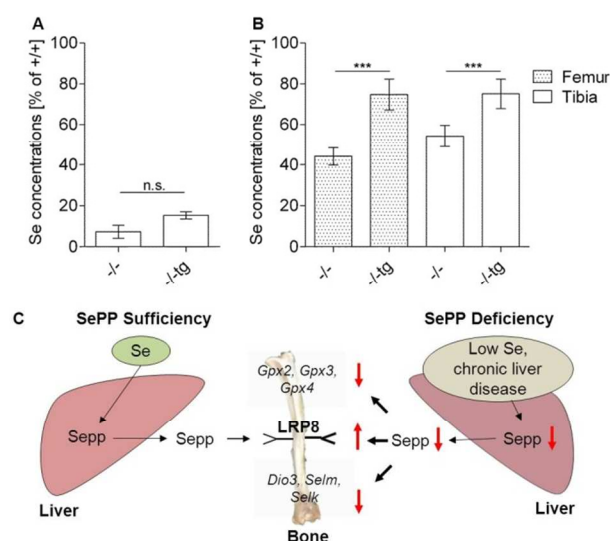 A
Se concentrations [% of +/+]
100
80
60
40
20
0
n.s.
-/-
-/-tg
B
Se concentrations [% of +/+]
100
80
60
40
20
0
***
***
-/-
-/-tg
-/-
-/-tg
Femur
Tibia
C
SePP Sufficiency
Se
Sepp
Sepp
Liver
Gpx2, Gpx3,
Gpx4
LRP8
Dio3, Selm,
Selk
Bone
SePP Deficiency
Low Se,
chronic liver
disease
Sepp
Sepp
Liver